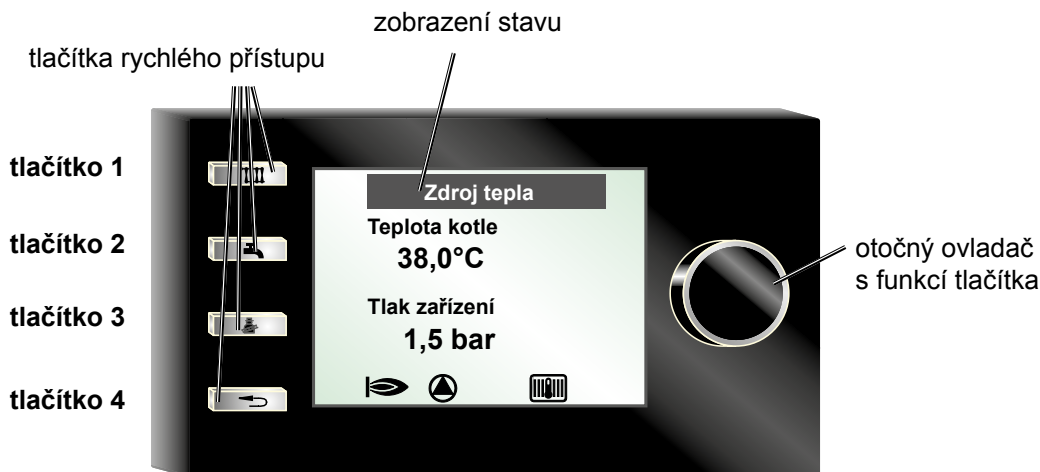 zobrazení stavu
tlačítka rychlého přístupu
tlačítko 1
Zdroj tepla
Teplota kotle
tlačítko 2
38,0°C
otočný ovladač
s funkcí tlačítka
Tlak zařízení
tlačítko 3
1,5 bar
tlačítko 4